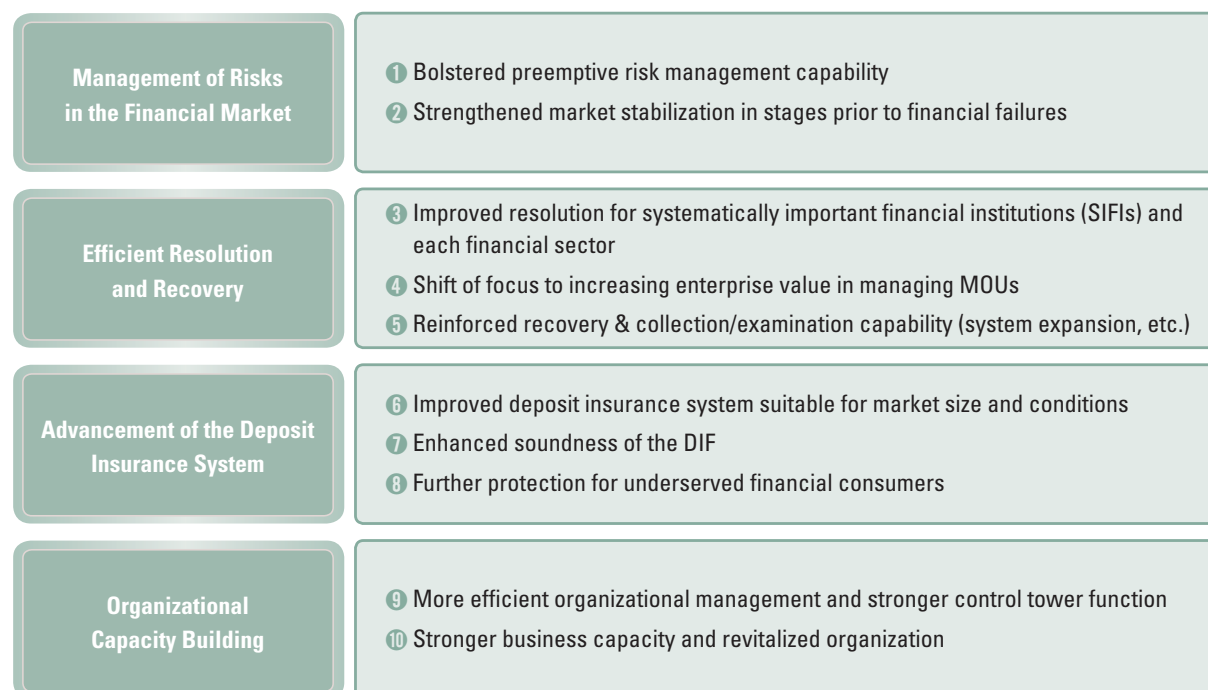 Management of Risks
in the Financial Market
❶ Bolstered preemptive risk management capability
❷ Strengthened market stabilization in stages prior to financial failures
Efficient Resolution
and Recovery
❸ Improved resolution for systematically important financial institutions (SIFIs) and
each financial sector
❹ Shift of focus to increasing enterprise value in managing MOUs
❺ Reinforced recovery & collection/examination capability (system expansion, etc.)
Advancement of the Deposit
Insurance System
❻ Improved deposit insurance system suitable for market size and conditions
❼ Enhanced soundness of the DIF
❽ Further protection for underserved financial consumers
Organizational
Capacity Building
❾ More efficient organizational management and stronger control tower function
❿ Stronger business capacity and revitalized organization